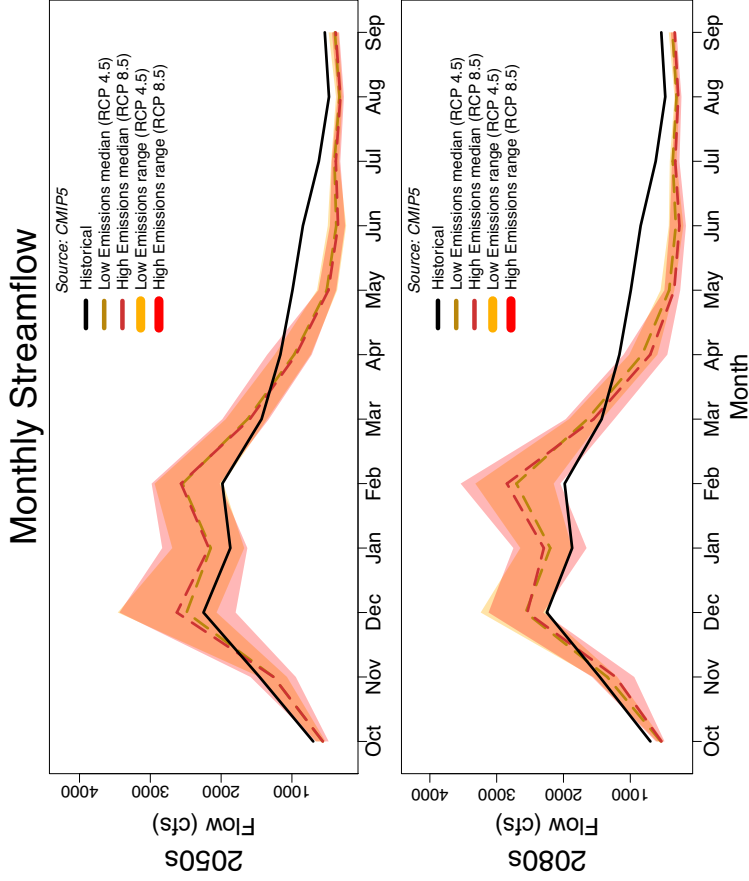 Monthly Streamflow
2050s
Flow (cfs)
4000
3000
2000
1000
Source: CMIP5
Historical
Low Emissions median (RCP 4.5)
High Emissions median (RCP 8.5)
Low Emissions range (RCP 4.5)
High Emissions range (RCP 8.5)
Oct Nov Dec Jan Feb Mar Apr May Jun Jul Aug Sep
2080s
Flow (cfs)
4000
3000
2000
1000
Source: CMIP5
Historical
Low Emissions median (RCP 4.5)
High Emissions median (RCP 8.5)
Low Emissions range (RCP 4.5)
High Emissions range (RCP 8.5)
Oct Nov Dec Jan Feb Mar Apr May Jun Jul Aug Sep
Month